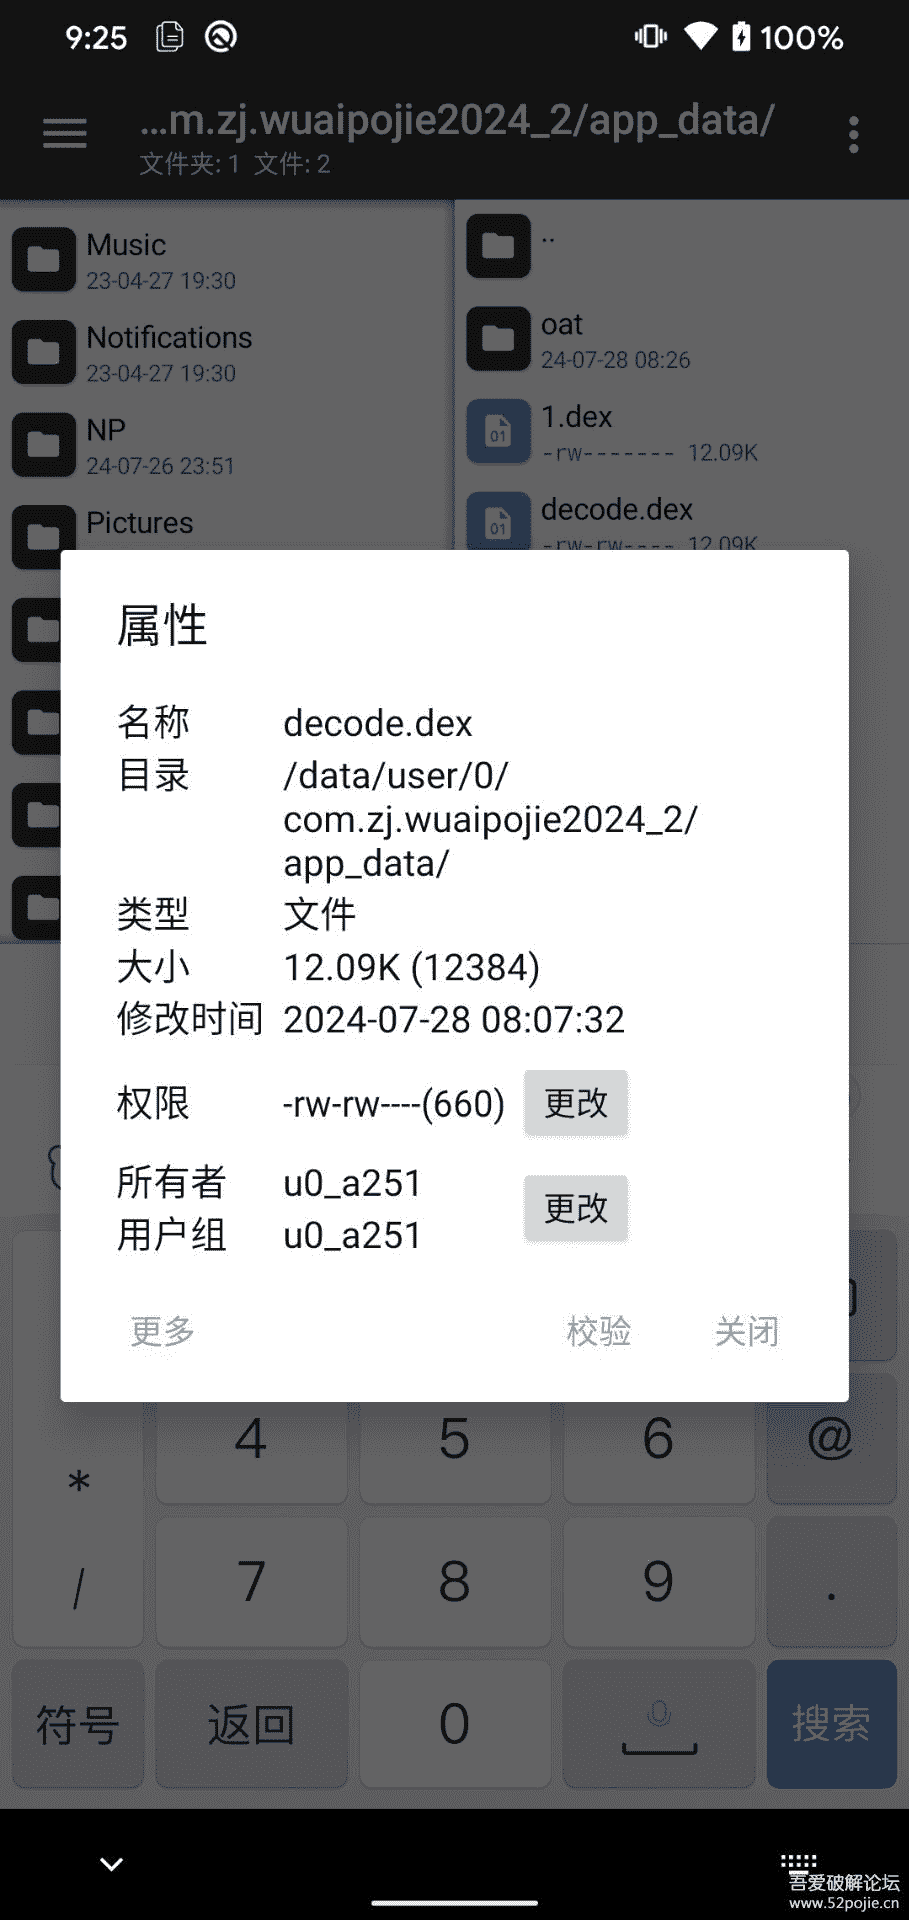 9:25
100%
…m.zj.wuaipojie2024_2/app_data/
文件夹: 1 文件: 2
Music
23-04-27 19:30
Notifications
23-04-27 19:30
NP
24-07-26 23:51
Pictures
..
oat
24-07-28 08:26
1.dex
-rw------- 12.09K
decode.dex
-rw-rw---- 12.09K
属性
名称 decode.dex
目录 /data/user/0/
com.zj.wuaipojie2024_2/
app_data/
类型 文件
大小 12.09K (12384)
修改时间 2024-07-28 08:07:32
权限 -rw-rw----(660) 更改
所有者 u0_a251
更改
用户组 u0_a251
更多 校验 关闭
4 5 6 @
*
7 8 9 .
/
符号 返回 0 搜索
吾爱破解论坛
www.52pojie.cn